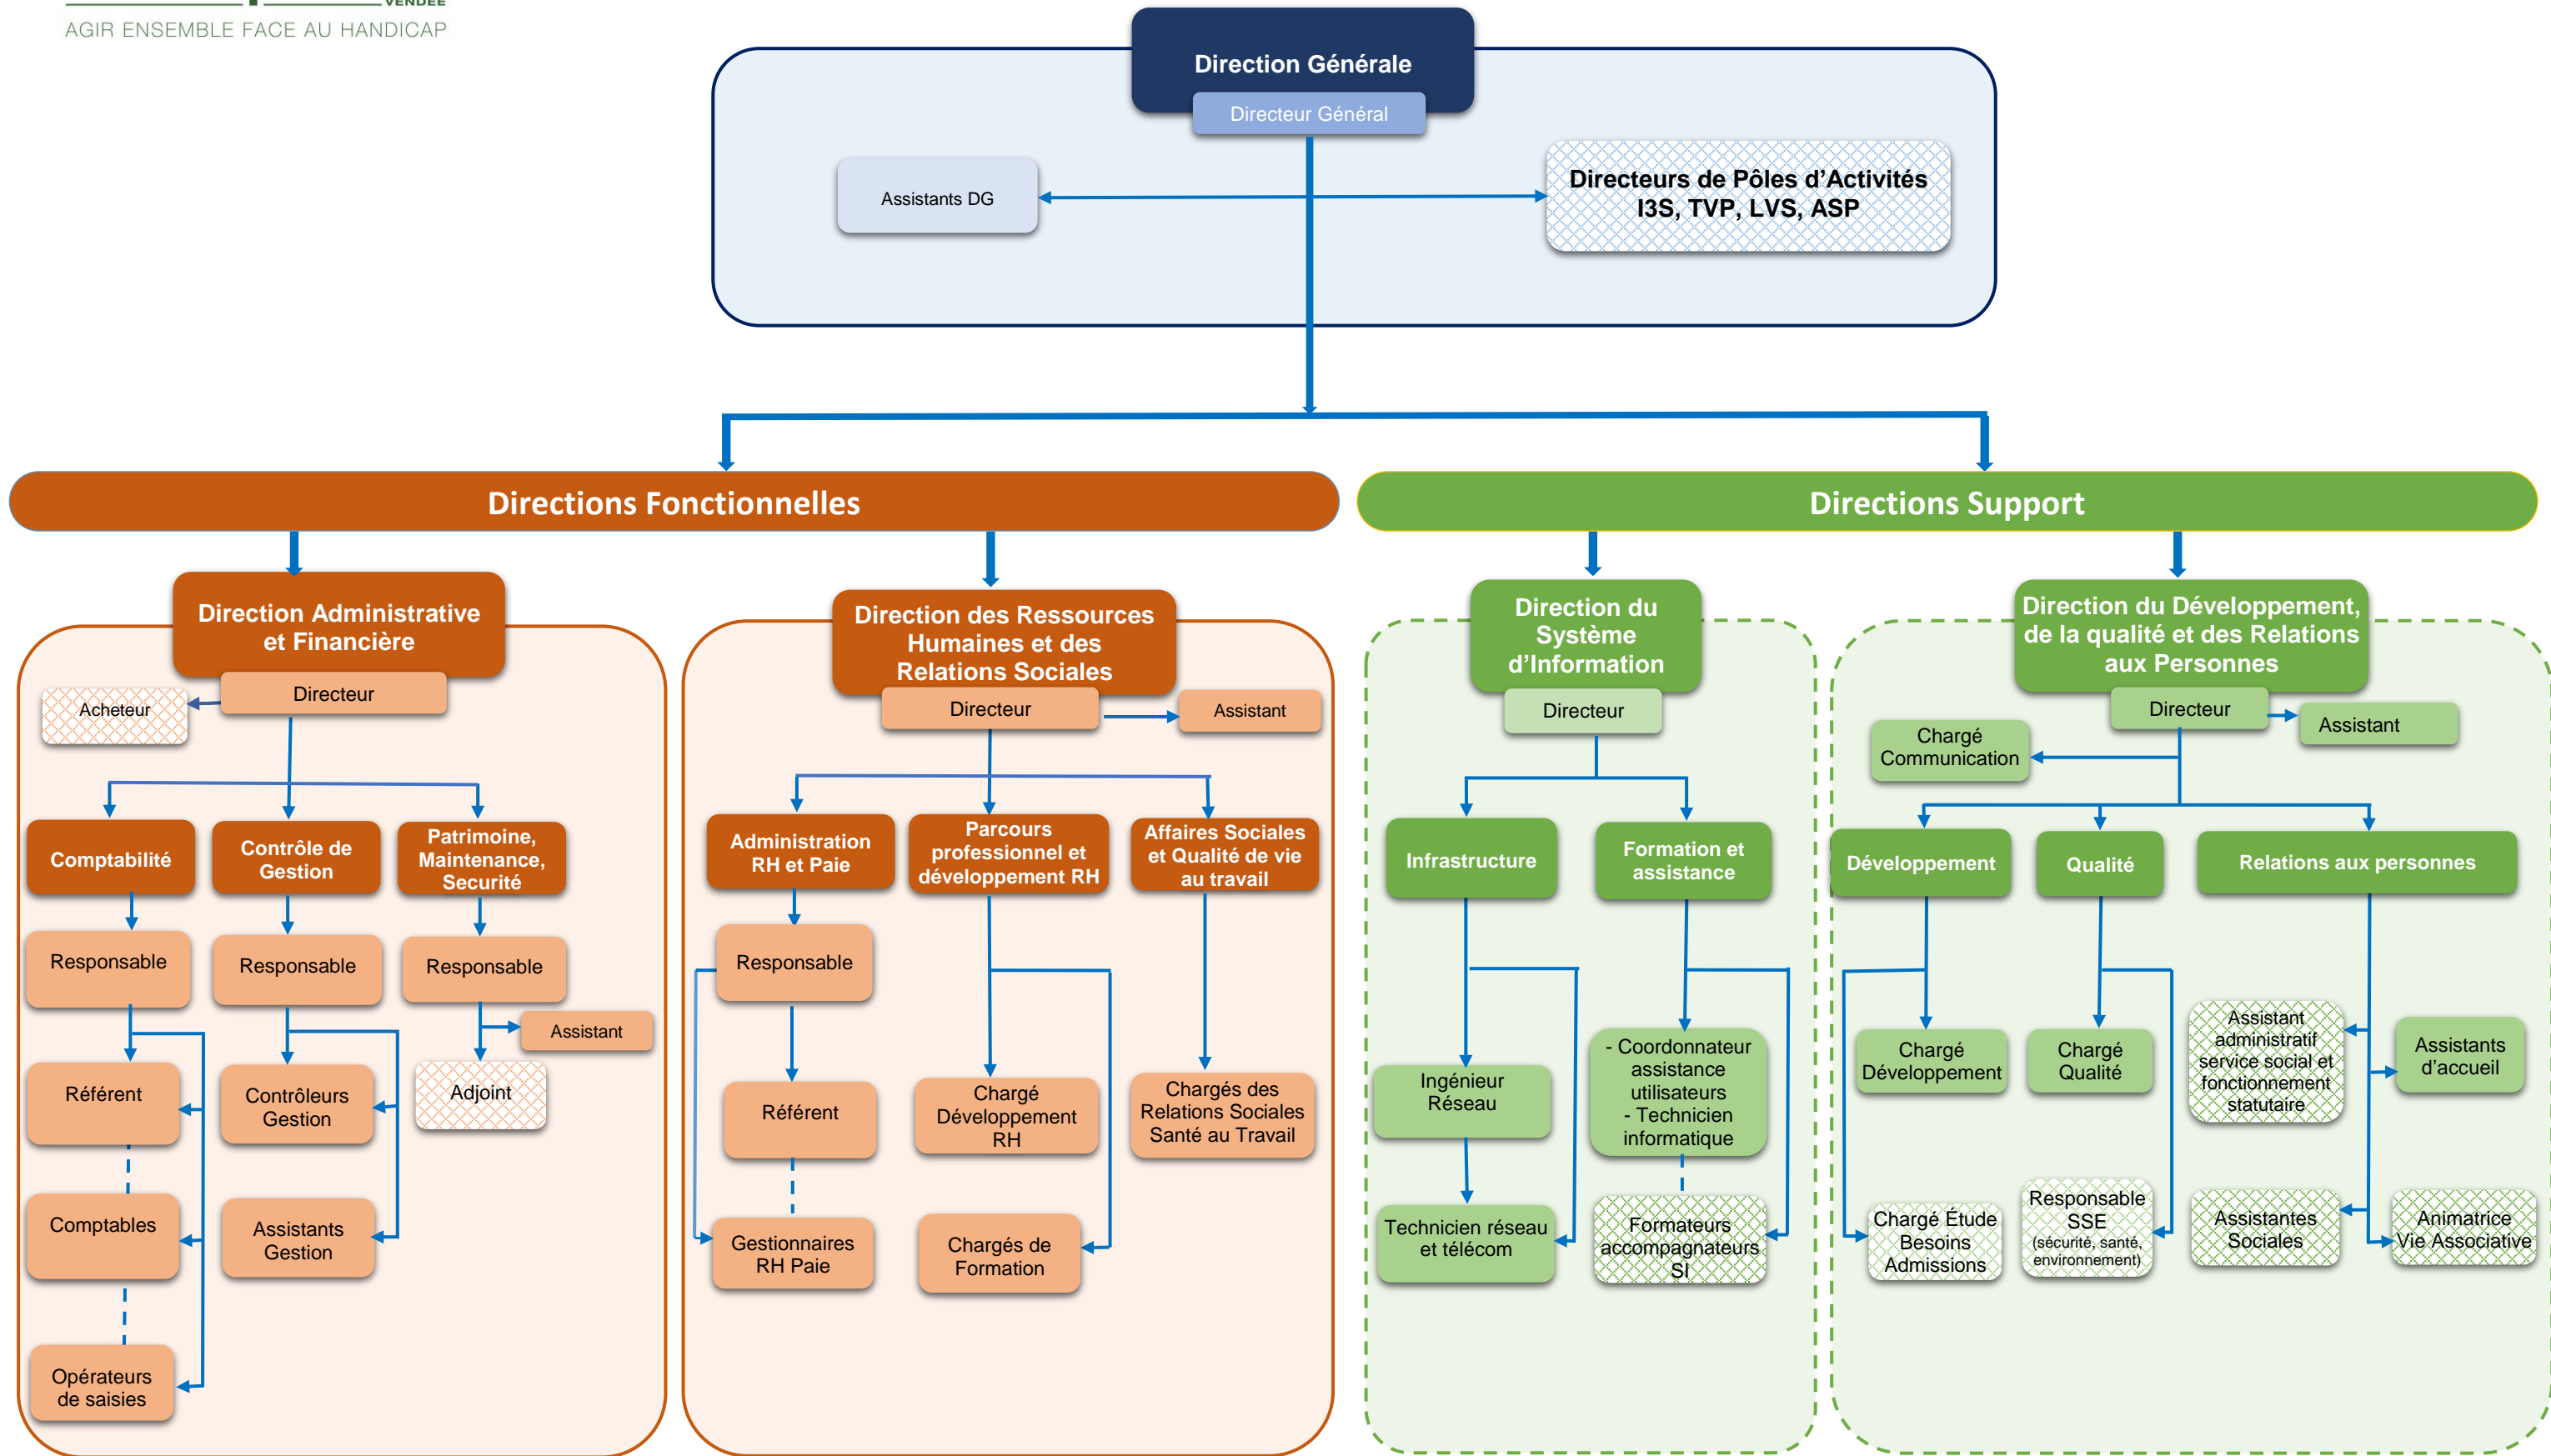 VENDÉE
AGIR ENSEMBLE FACE AU HANDICAP
Direction Générale
Directeur Général
Assistants DG
Directeurs de Pôles d’Activités
I3S, TVP, LVS, ASP
Directions Fonctionnelles
Directions Support
Direction Administrative
et Financière
Directeur
Acheteur
Comptabilité
Responsable
Référent
Comptables
Opérateurs
de saisies
Contrôle de
Gestion
Responsable
Contrôleurs
Gestion
Assistants
Gestion
Patrimoine,
Maintenance,
Securité
Responsable
Assistant
Adjoint
Direction des Ressources
Humaines et des
Relations Sociales
Directeur
Assistant
Administration
RH et Paie
Responsable
Référent
Gestionnaires
RH Paie
Parcours
professionnel et
développement RH
Chargé
Développement
RH
Chargés de
Formation
Affaires Sociales
et Qualité de vie
au travail
Chargés des
Relations Sociales
Santé au Travail
Direction du
Système
d’Information
Directeur
Infrastructure
Ingénieur
Réseau
Technicien réseau
et télécom
Formation et
assistance
- Coordonnateur
assistance
utilisateurs
- Technicien
informatique
Formateurs
accompagnateurs
SI
Direction du Développement,
de la qualité et des Relations
aux Personnes
Directeur
Assistant
Chargé
Communication
Développement
Chargé
Développement
Chargé Étude
Besoins
Admissions
Qualité
Chargé
Qualité
Responsable
SSE
(sécurité, santé,
environnement)
Relations aux personnes
Assistant
administratif
service social et
fonctionnement
statutaire
Assistants
d’accueil
Assistantes
Sociales
Animatrice
Vie Associative